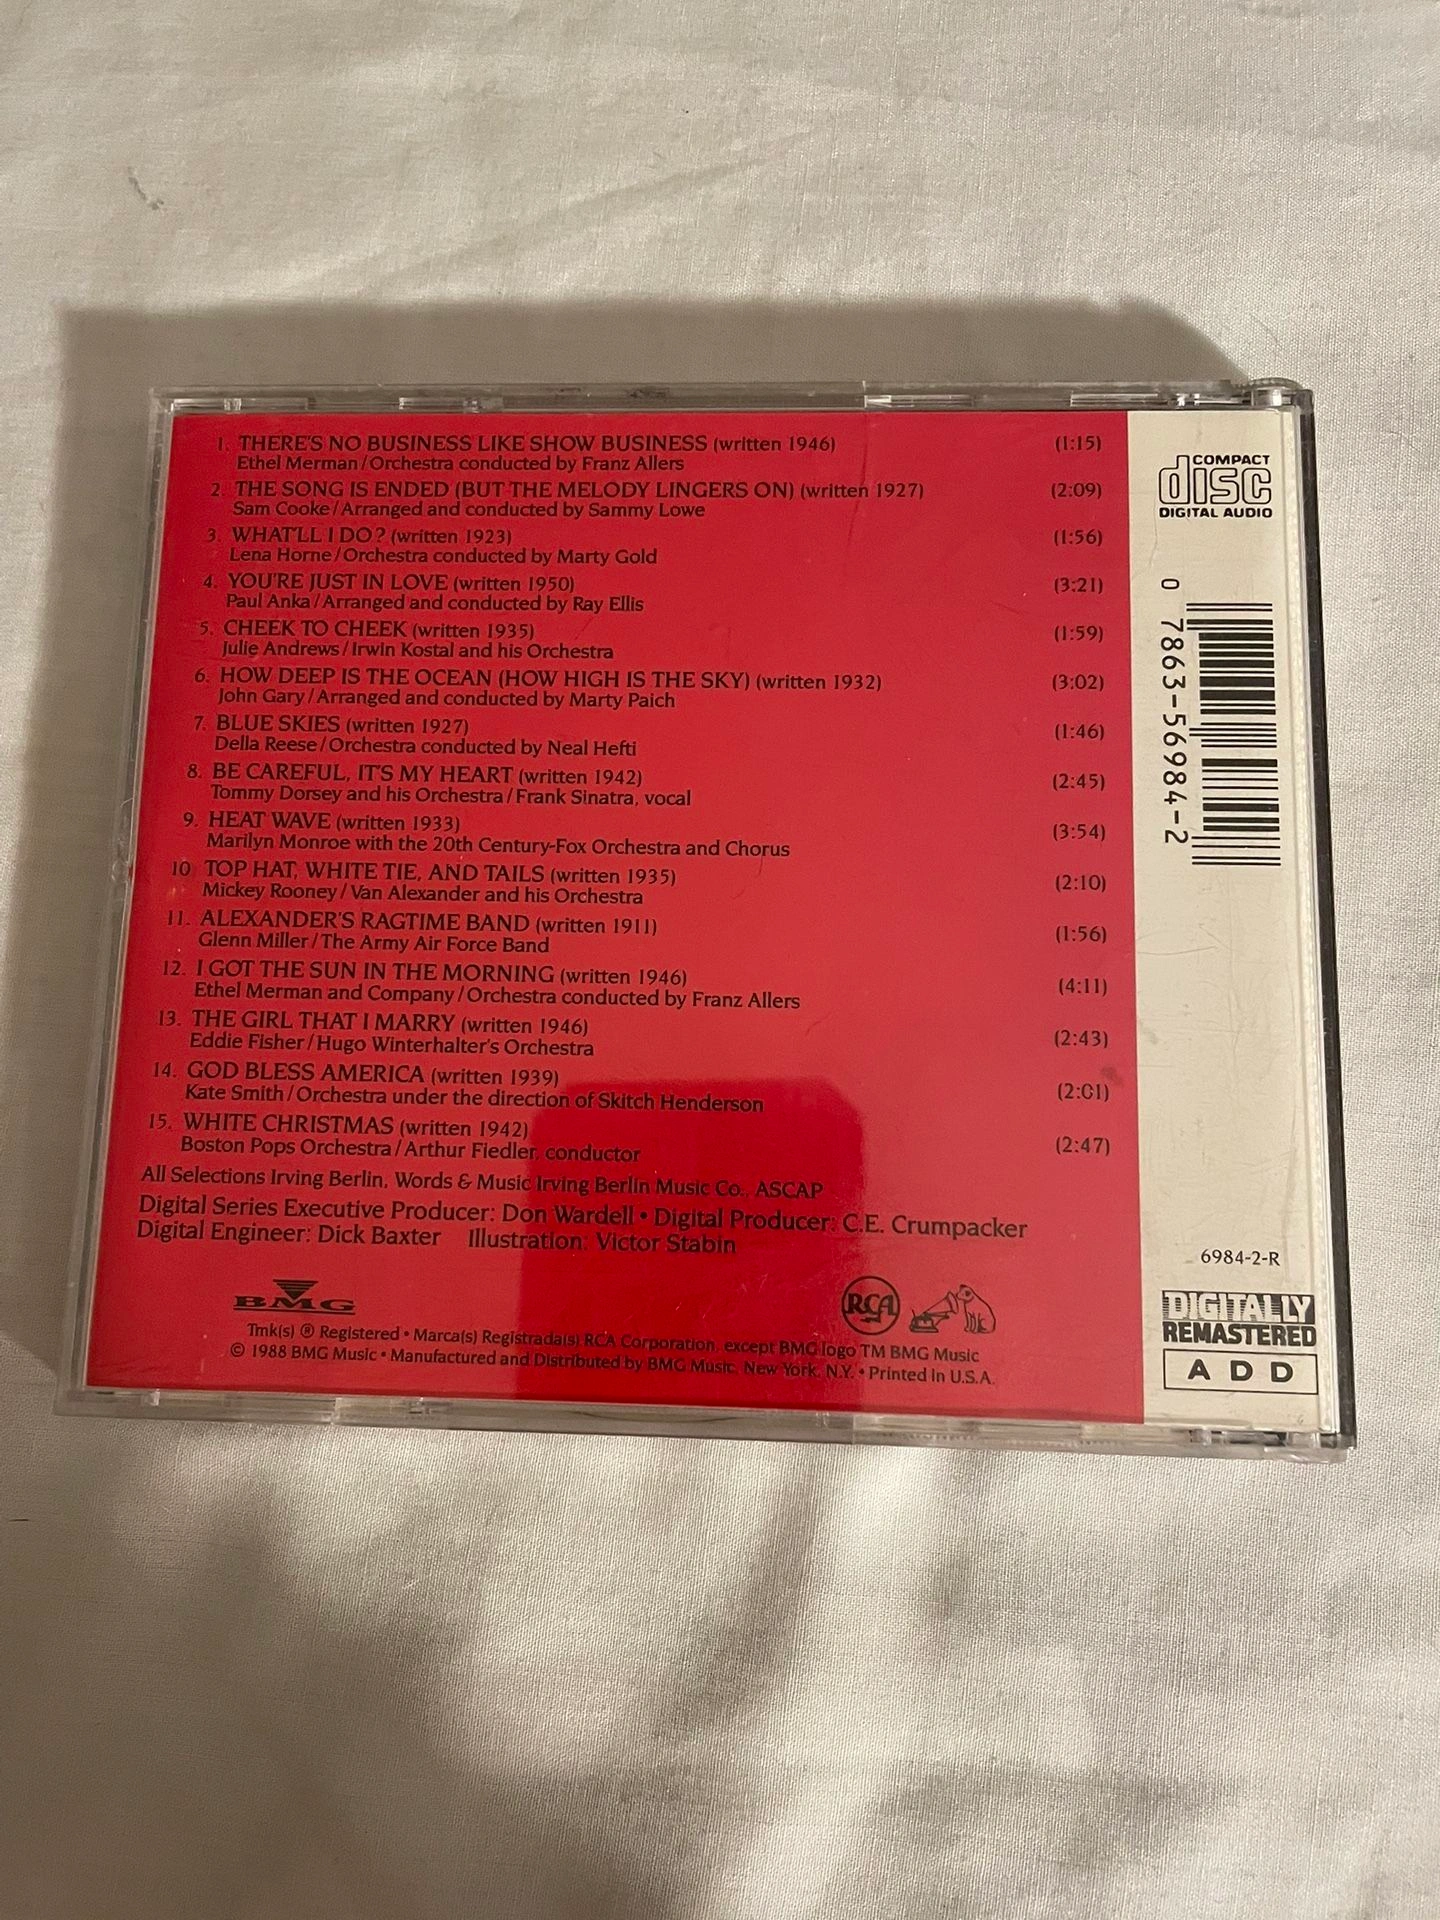 1. THERE'S NO BUSINESS LIKE SHOW BUSINESS (written 1946) (1:15)
Ethel Merman/Orchestra conducted by Franz Allers
2. THE SONG IS ENDED (BUT THE MELODY LINGERS ON) (written 1927) (2:09)
Sam Cooke/Arranged and conducted by Sammy Lowe
3. WHAT'LL I DO? (written 1923) (1:56)
Lena Horne/Orchestra conducted by Marty Gold
4. YOU'RE JUST IN LOVE (written 1950) (3:21)
Paul Anka/Arranged and conducted by Ray Ellis
5. CHEEK TO CHEEK (written 1935) (1:59)
Julie Andrews/Irwin Kostal and his Orchestra
6. HOW DEEP IS THE OCEAN (HOW HIGH IS THE SKY) (written 1932) (3:02)
John Gary/Arranged and conducted by Marty Paich
7. BLUE SKIES (written 1927) (1:46)
Della Reese/Orchestra conducted by Neal Hefti
8. BE CAREFUL, IT'S MY HEART (written 1942) (2:45)
Tommy Dorsey and his Orchestra/Frank Sinatra, vocal
9. HEAT WAVE (written 1933) (3:54)
Marilyn Monroe with the 20th Century-Fox Orchestra and Chorus
10 TOP HAT, WHITE TIE, AND TAILS (written 1935) (2:10)
Mickey Rooney/Van Alexander and his Orchestra
11. ALEXANDER'S RAGTIME BAND (written 1911) (1:56)
Glenn Miller/The Army Air Force Band
12. I GOT THE SUN IN THE MORNING (written 1946) (4:11)
Ethel Merman and Company/Orchestra conducted by Franz Allers
13. THE GIRL THAT I MARRY (written 1946) (2:43)
Eddie Fisher/Hugo Winterhalter's Orchestra
14. GOD BLESS AMERICA (written 1939) (2:01)
Kate Smith/Orchestra under the direction of Skitch Henderson
15. WHITE CHRISTMAS (written 1942) (2:47)
Boston Pops Orchestra/Arthur Fiedler, conductor
All Selections Irving Berlin, Words & Music Irving Berlin Music Co., ASCAP
Digital Series Executive Producer: Don Wardell • Digital Producer: C.E. Crumpacker
Digital Engineer: Dick Baxter Illustration: Victor Stabin
BMG
RCA
Tmk(s) ® Registered • Marca(s) Registrada(s) RCA Corporation, except BMG logo TM BMG Music
© 1988 BMG Music • Manufactured and Distributed by BMG Music, New York, N.Y. • Printed in U.S.A.
COMPACT
disc
DIGITAL AUDIO
0 7863-56984-2
6984-2-R
DIGITALLY
REMASTERED
ADD